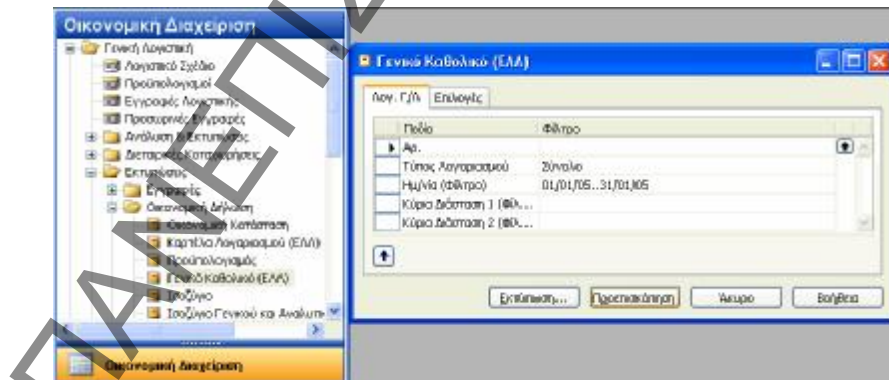 Οικονομική Διαχείριση
Γενική Λογιστική
Λογιστικό Σχέδιο
Προϋπολογισμοί
Εγγραφές Λογιστικής
Προσωρινές Εγγραφές
Ανάλυση & Εκτυπώσεις
Διεταιρικές Καταχωρήσεις
Εκτυπώσεις
Εγγραφές
Οικονομική Δήλωση
Οικονομική Κατάσταση
Καρτέλα Λογαριασμού (ΕΛΛ)
Προϋπολογισμός
Γενικό Καθολικό (ΕΛΛ)
Ισοζύγιο
Ισοζύγιο Γενικού και Αναλυτι
Οικονομική Διαχείριση
Γενικό Καθολικό (ΕΛΛ)
Λογ. Γ/Λ Επιλογές
Πεδίο Φίλτρο
Αρ.
Τύπος Λογαριασμού Σύνολο
Ημ/νία (Φίλτρο) 01/01/05..31/01/05
Κύρια Διάσταση 1 (Φίλ...
Κύρια Διάσταση 2 (Φίλ...
Εκτύπωση... Προεπισκόπηση Άκυρο Βοήθεια